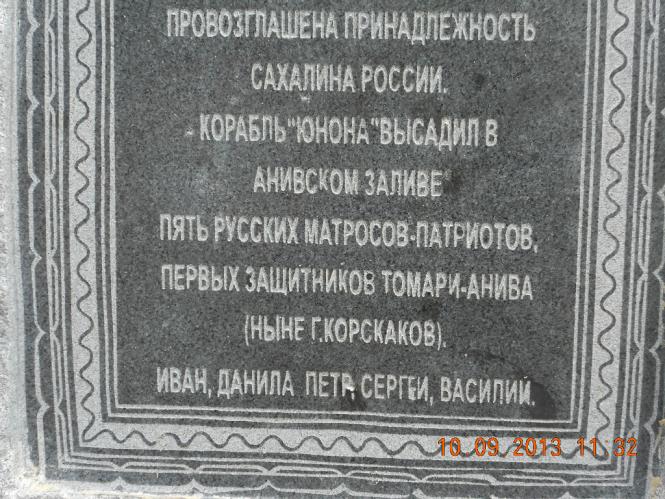 ПРОВОЗГЛАШЕНА ПРИНАДЛЕЖНОСТЬ
САХАЛИНА РОССИИ.
КОРАБЛЬ "ЮНОНА" ВЫСАДИЛ В
АНИВСКОМ ЗАЛИВЕ
ПЯТЬ РУССКИХ МАТРОСОВ-ПАТРИОТОВ,
ПЕРВЫХ ЗАЩИТНИКОВ ТОМАРИ-АНИВА
(НЫНЕ Г.КОРСКАКОВ).
ИВАН, ДАНИЛА ПЕТР, СЕРГЕЙ, ВАСИЛИЙ.
10.09.2013 11:32